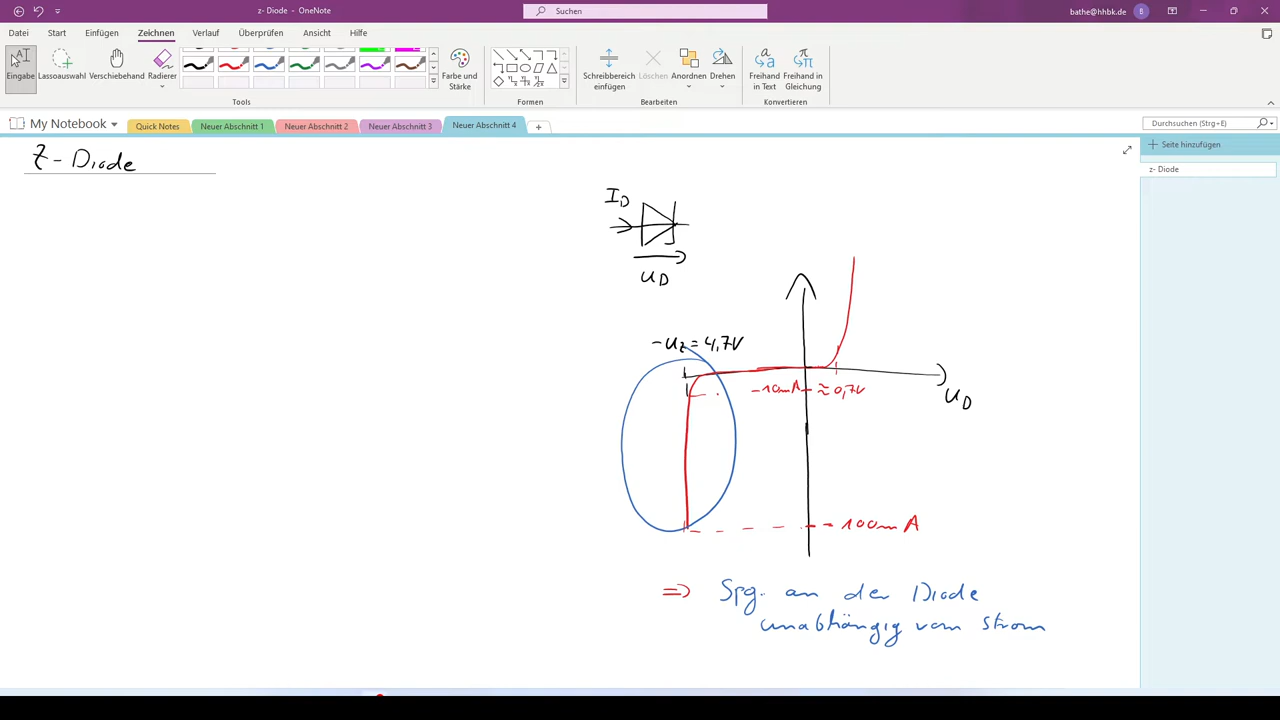 z- Diode - OneNote
Suchen
bathe@hhbk.de
B
Datei
Start
Einfügen
Zeichnen
Verlauf
Überprüfen
Ansicht
Hilfe
Eingabe
Lassoauswahl
Verschiebehand
Radierer
Farbe und Stärke
Schreibbereich einfügen
Löschen
Anordnen
Drehen
Freihand in Text
Freihand in Gleichung
Tools
Formen
Bearbeiten
Konvertieren
My Notebook
Quick Notes
Neuer Abschnitt 1
Neuer Abschnitt 2
Neuer Abschnitt 3
Neuer Abschnitt 4
Durchsuchen (Strg+E)
Seite hinzufügen
z- Diode
Z - Diode
I_D
u_D
-u_z = 4,7V
-10mA
≈0,7V
u_D
- 100mA
=> Spg. an der Diode
unabhängig vom Strom